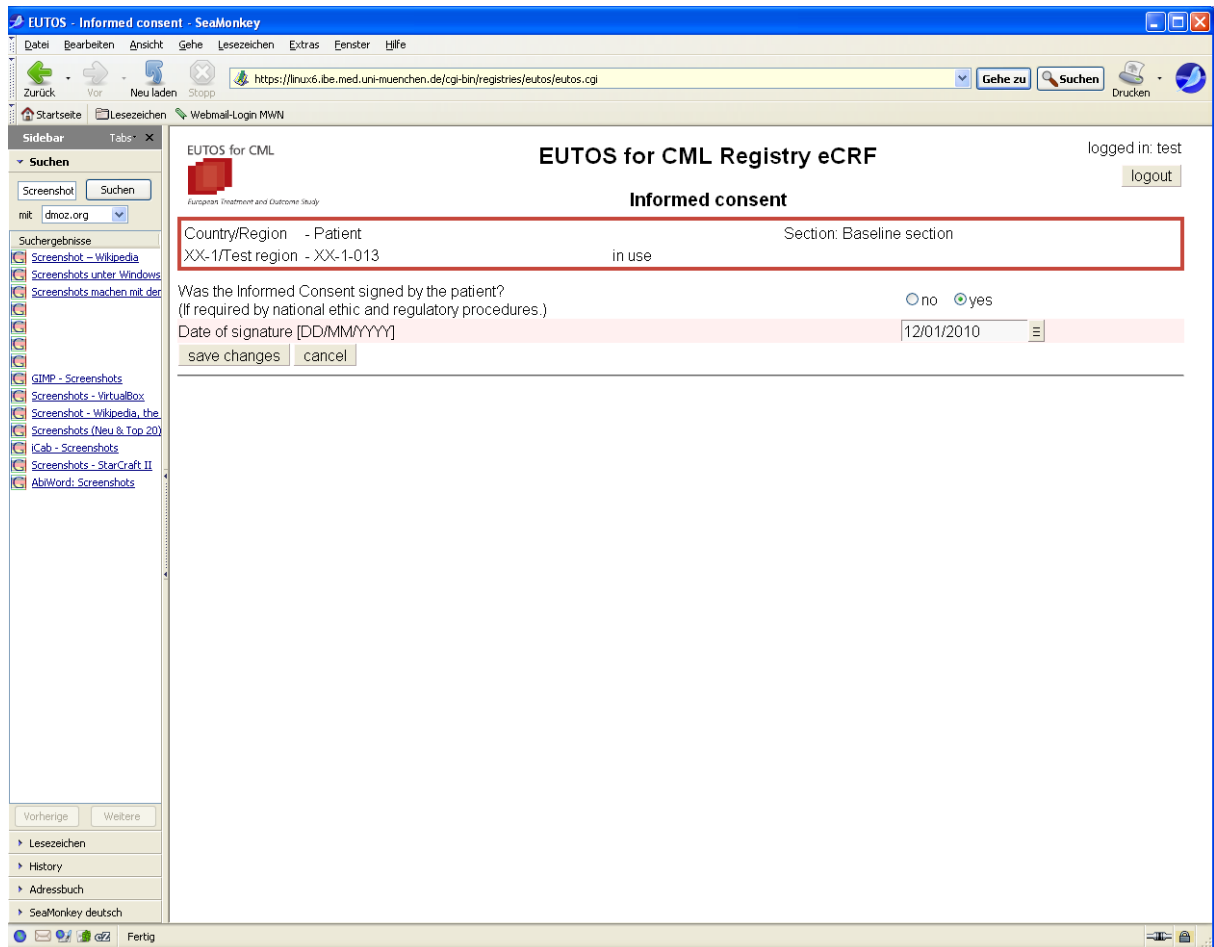 EUTOS - Informed consent - SeaMonkey
Datei Bearbeiten Ansicht Gehe Lesezeichen Extras Fenster Hilfe
Zurück Vor Neu laden Stopp https://linux6.ibe.med.uni-muenchen.de/cgi-bin/registries/eutos/eutos.cgi Gehe zu Suchen Drucken
Startseite Lesezeichen Webmail-Login MWN
Sidebar Tabs
Suchen
Screenshot Suchen
mit dmoz.org
Suchergebnisse
Screenshot – Wikipedia
Screenshots unter Windows
Screenshots machen mit der
GIMP - Screenshots
Screenshots - VirtualBox
Screenshot - Wikipedia, the
Screenshots (Neu & Top 20)
iCab - Screenshots
Screenshots - StarCraft II
AbiWord: Screenshots
Vorherige Weitere
Lesezeichen
History
Adressbuch
SeaMonkey deutsch
EUTOS for CML
European Treatment and Outcome Study
EUTOS for CML Registry eCRF
Informed consent
logged in: test
logout
Country/Region - Patient Section: Baseline section
XX-1/Test region - XX-1-013 in use
Was the Informed Consent signed by the patient?
(If required by national ethic and regulatory procedures.)
no yes
Date of signature [DD/MM/YYYY] 12/01/2010
save changes cancel
Fertig